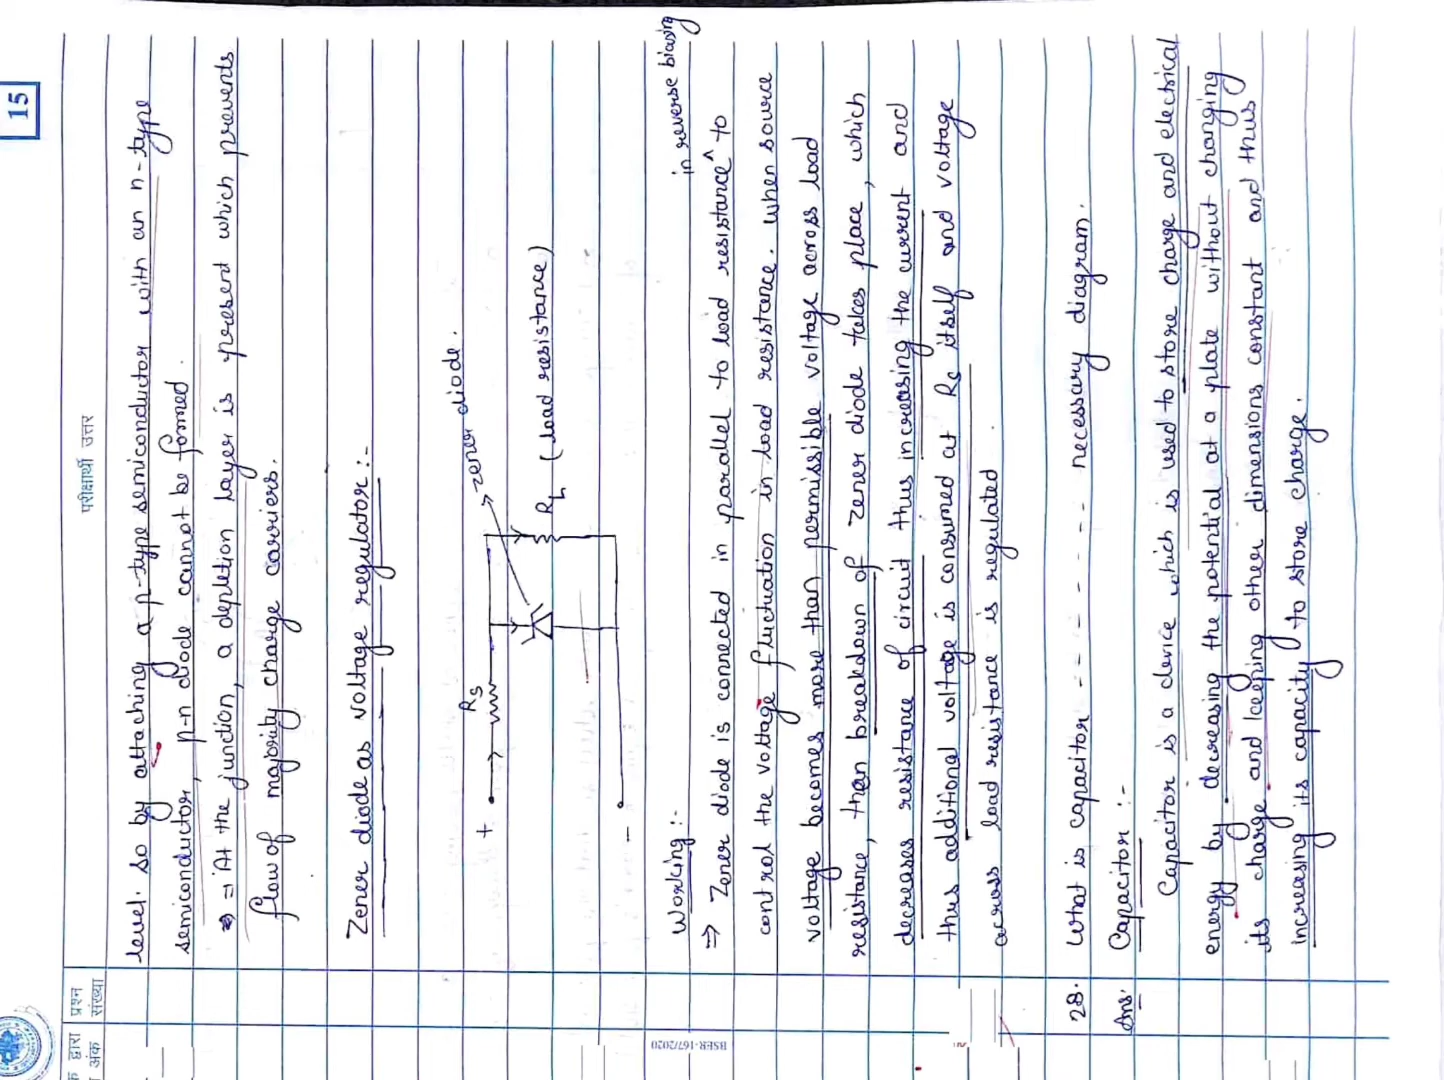 15
परीक्षार्थी उत्तर
प्रश्न
संख्या
द्वारा
अंक
level. so by attaching a p-type semiconductor with an n-type
semiconductor, p-n diode cannot be formed
⇒ At the junction, a depletion layer is present which prevents
flow of majority charge carriers.
Zener diode as voltage regulator :-
+
Rs
zener diode.
RL (load resistance)
-
Working :-
in reverse biasing
⇒ Zener diode is connected in parallel to load resistance ^ to
control the voltage fluctuation in load resistance. when source
voltage becomes more than permissible voltage across load
resistance, then breakdown of zener diode takes place, which
decreases resistance of circuit thus increasing the current and
thus additional voltage is consumed at Rs itself and voltage
across load resistance is regulated.
28. What is capacitor - - - - - - - - necessary diagram.
Ans. Capacitor :-
Capacitor is a device which is used to store charge and electrical
energy by decreasing the potential at a plate without changing
its charge and keeping other dimensions constant and thus
increasing its capacity to store charge.
BSER-167/2020